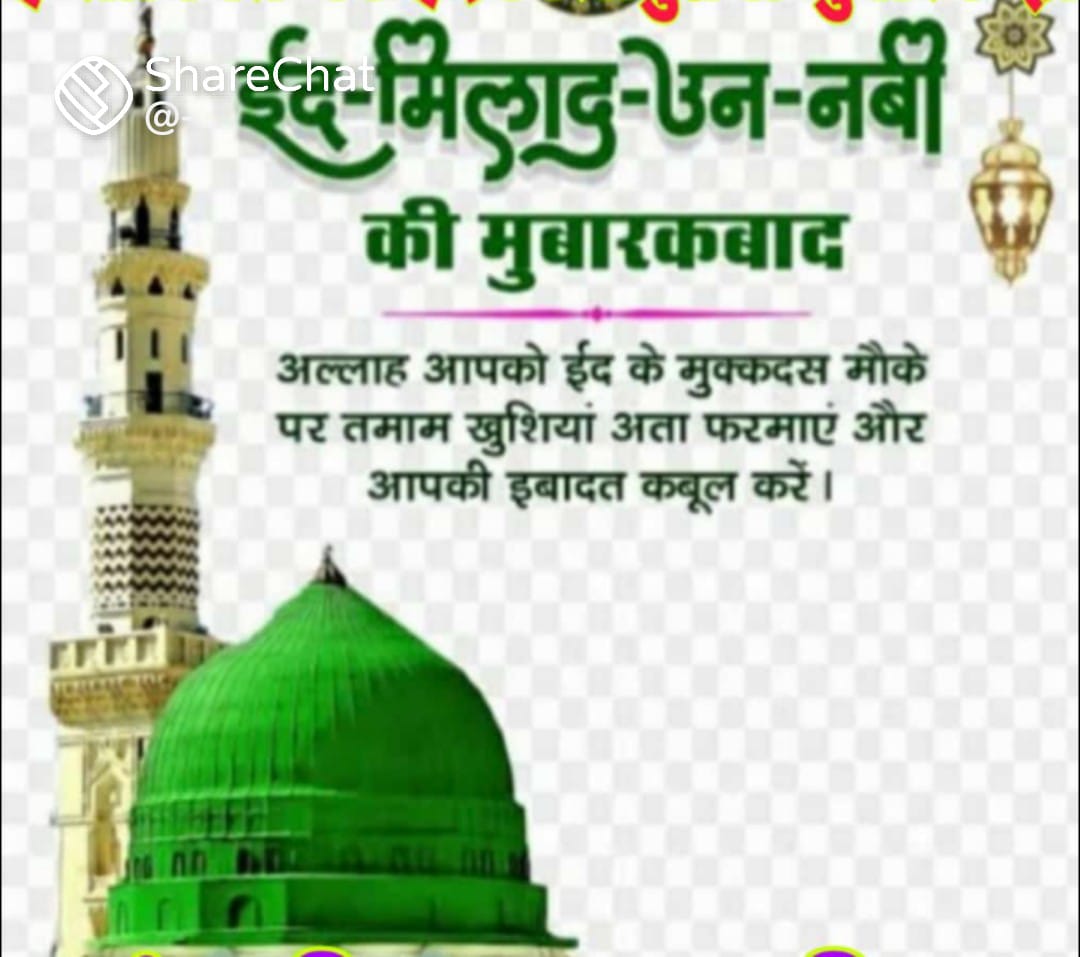 ShareChat
@-
ईद-मिलाद-उन-नबी
की मुबारकबाद
अल्लाह आपको ईद के मुक्कदस मौके
पर तमाम खुशियां अता फरमाएं और
आपकी इबादत कबूल करें।